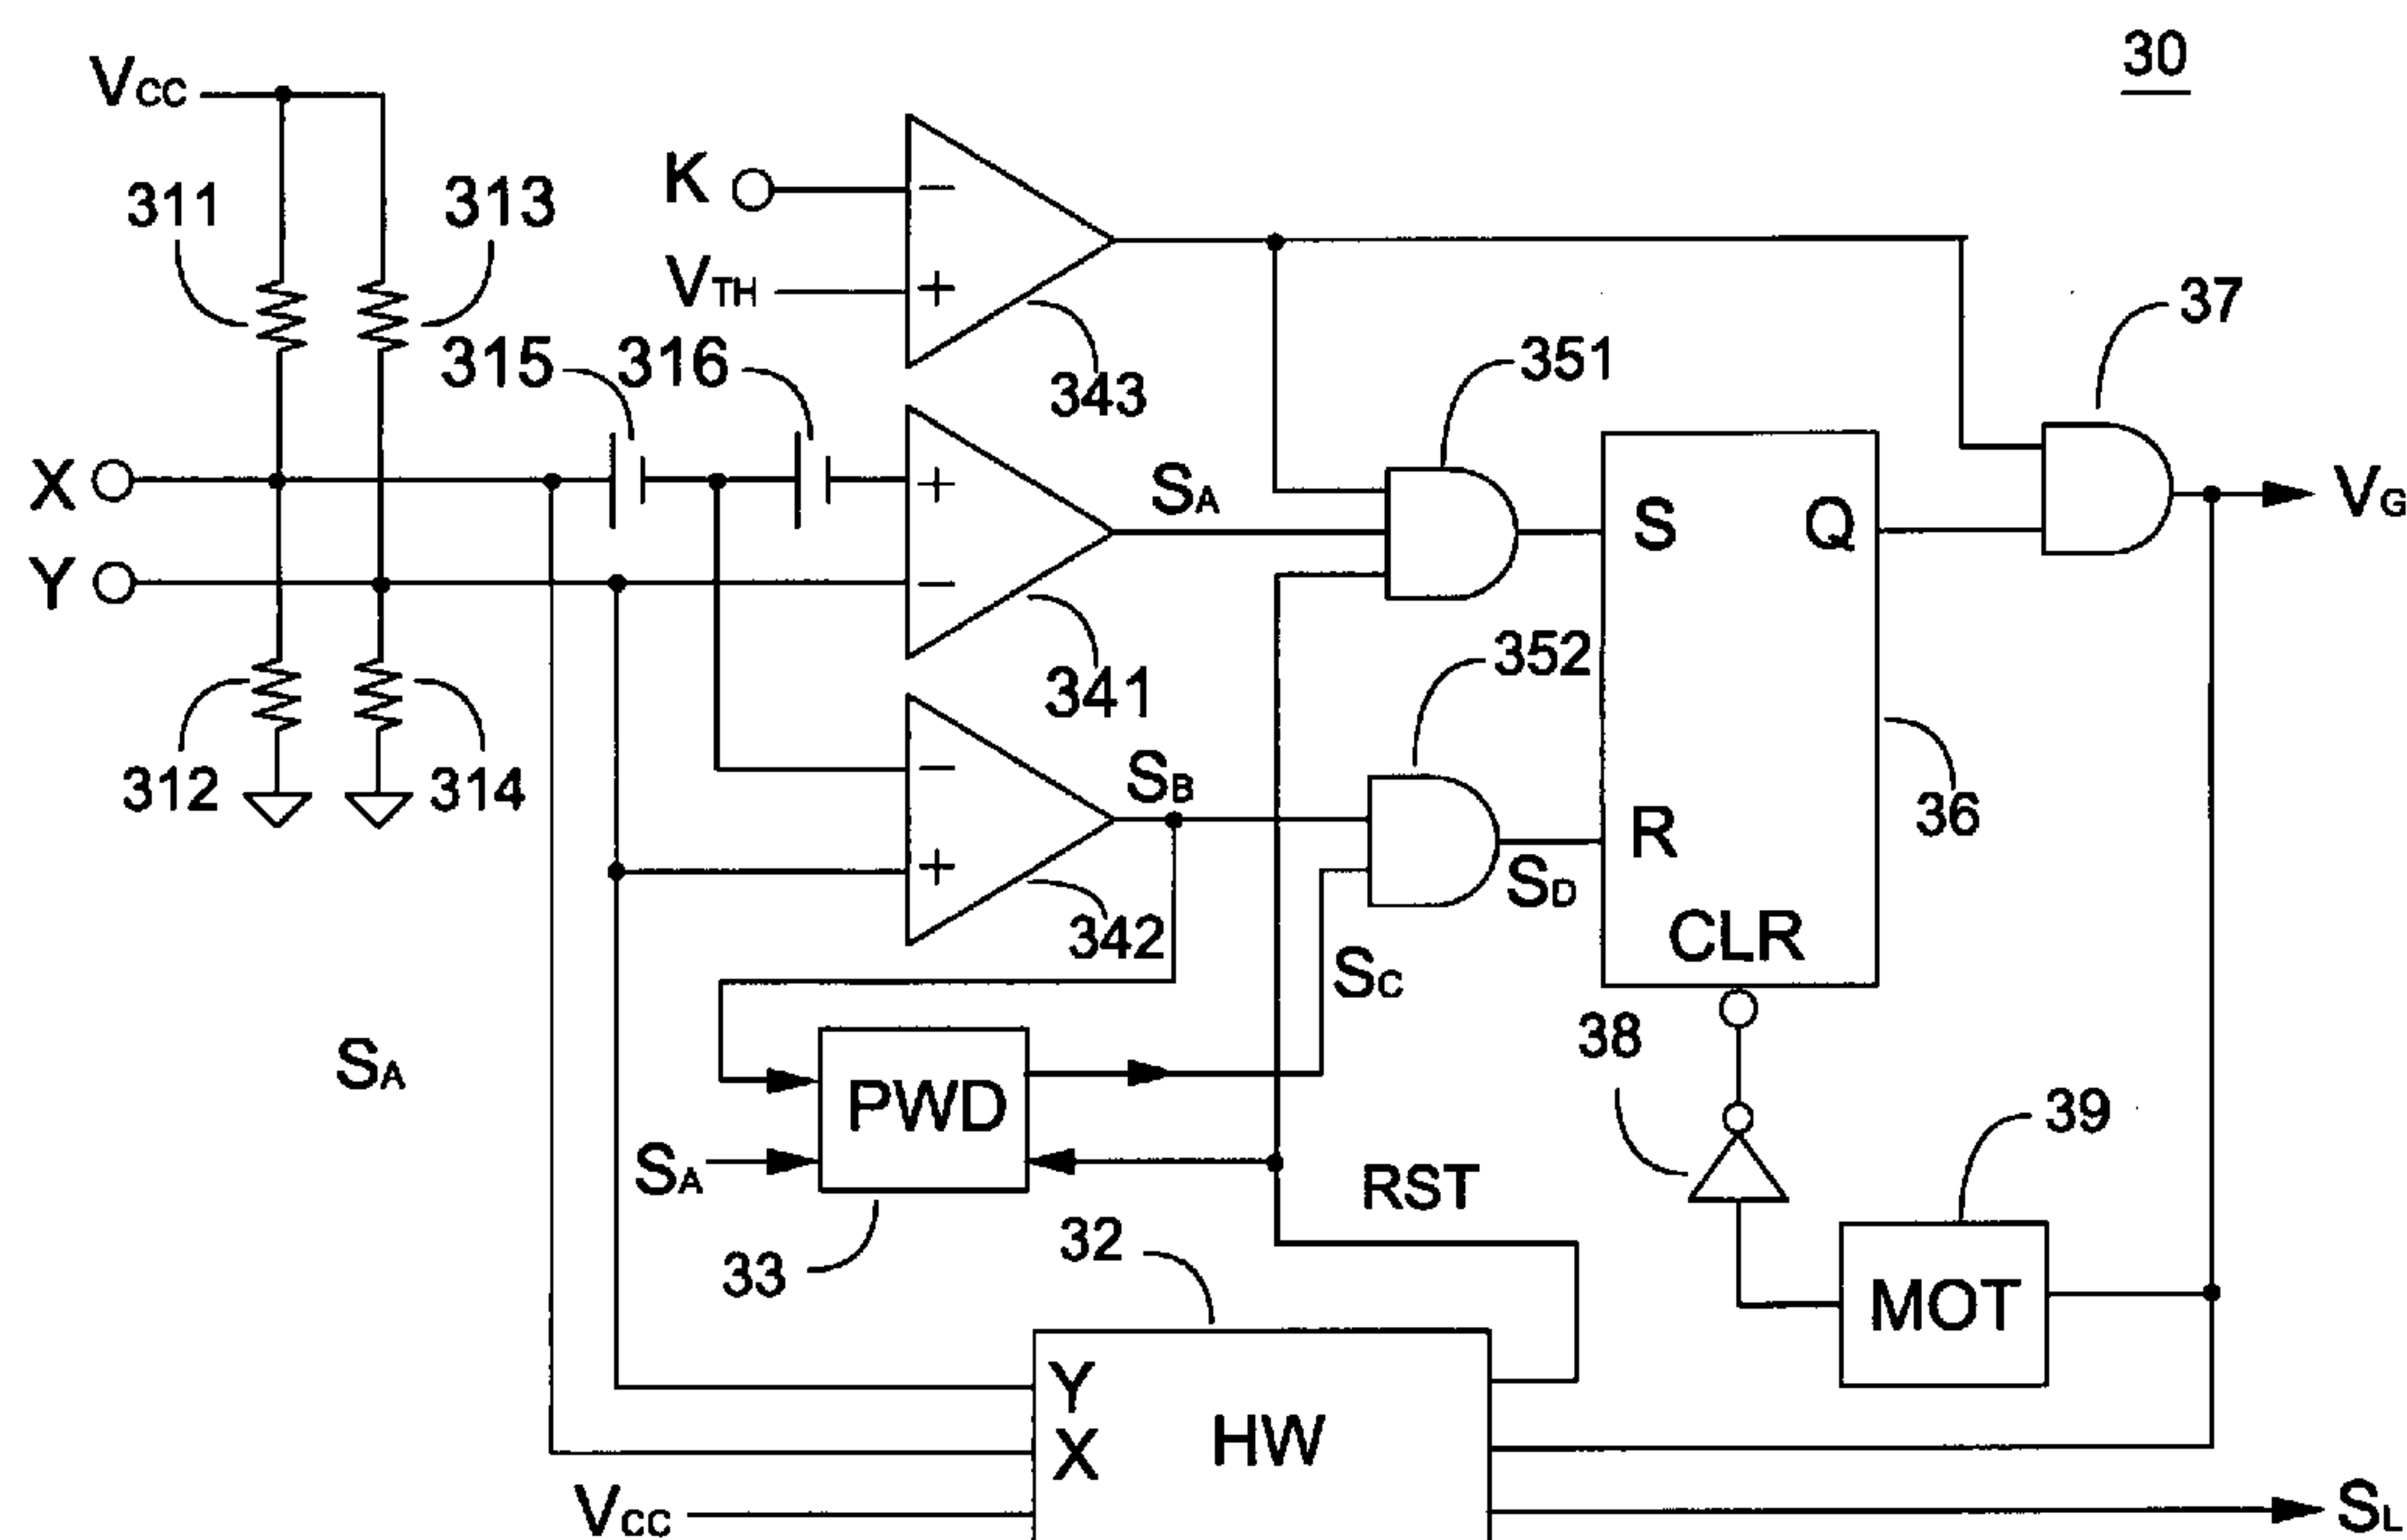 30
VCC
K
311
313
VTH
37
315
316
343
351
X
SA
S
Q
VG
Y
352
341
SB
312
314
36
R
SD
342
CLR
SC
38
SA
39
PWD
SA
RST
32
33
MOT
Y
HW
X
VCC
SL